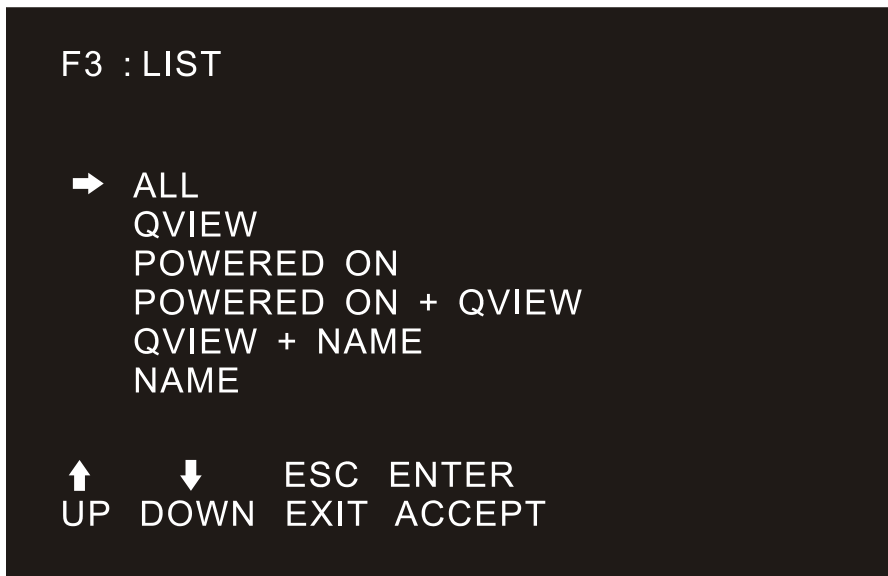 F3 : LIST
➡ ALL
QVIEW
POWERED ON
POWERED ON + QVIEW
QVIEW + NAME
NAME
⬆ ⬇ ESC ENTER
UP DOWN EXIT ACCEPT